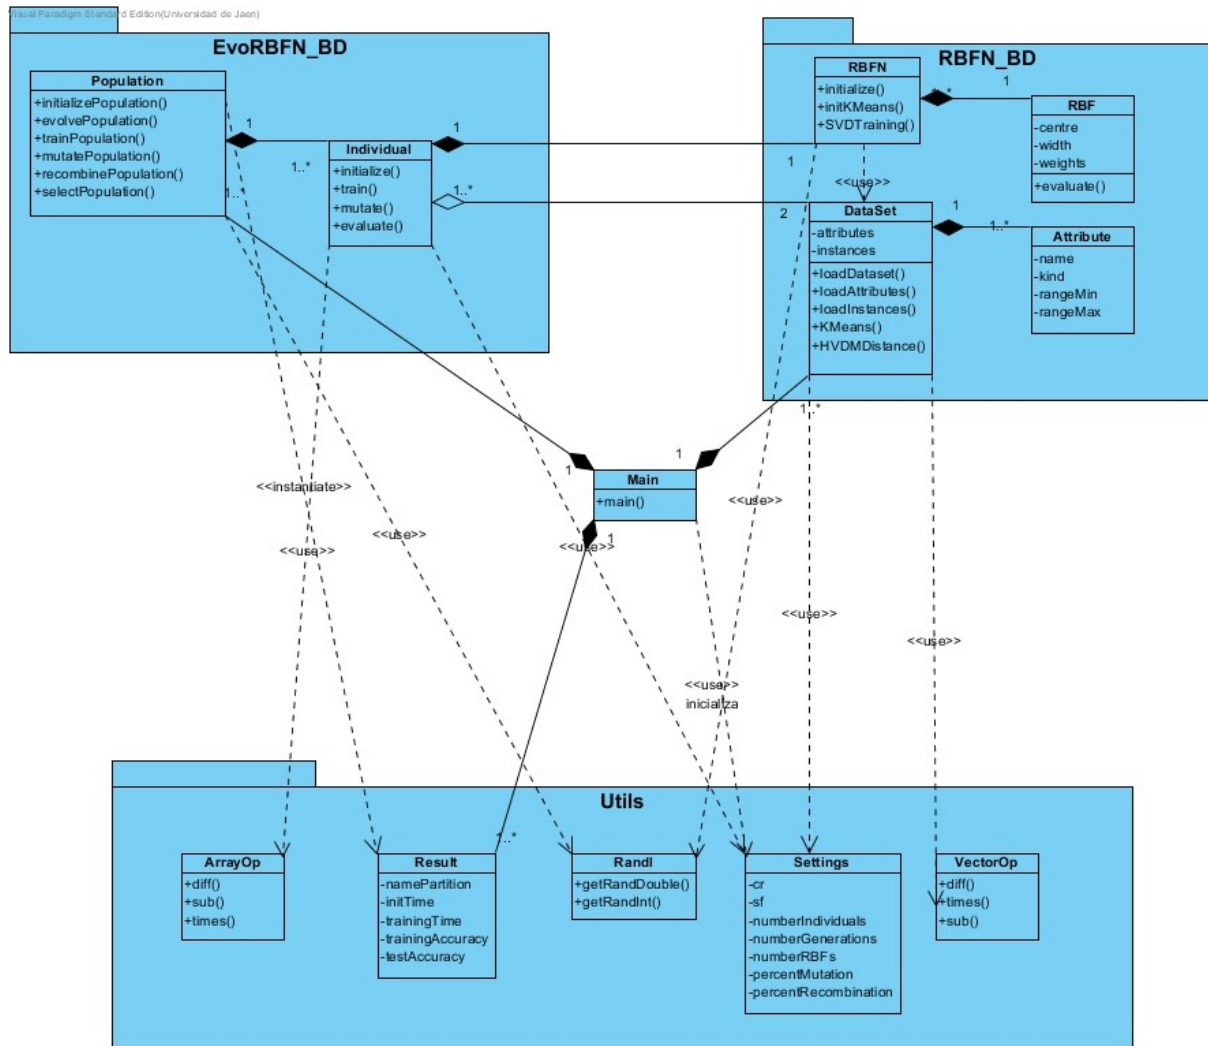 Visual Paradigm Standard Edition(Universidad de Jaen)
EvoRBFN_BD
Population
+initializePopulation()
+evolvePopulation()
+trainPopulation()
+mutatePopulation()
+recombinePopulation()
+selectPopulation()
1
1..*
1..*
Individual
+initialize()
+train()
+mutate()
+evaluate()
1
1..*
RBFN_BD
RBFN
+initialize()
+initKMeans()
+SVDTraining()
1
1
RBF
-centre
-width
-weights
+evaluate()
<<use>>
2
DataSet
-attributes
-instances
+loadDataset()
+loadAttributes()
+loadInstances()
+KMeans()
+HVDMDistance()
1
1..*
Attribute
-name
-kind
-rangeMin
-rangeMax
1..*
1
1
Main
+main()
1
<<instantiate>>
<<use>>
<<use>>
<<use>>
<<use>>
<<use>>
<<use>>
<<use>>
inicializa
Utils
1..*
ArrayOp
+diff()
+sub()
+times()
Result
-namePartition
-initTime
-trainingTime
-trainingAccuracy
-testAccuracy
RandI
+getRandDouble()
+getRandInt()
Settings
-cr
-sf
-numberIndividuals
-numberGenerations
-numberRBFs
-percentMutation
-percentRecombination
VectorOp
+diff()
+times()
+sub()